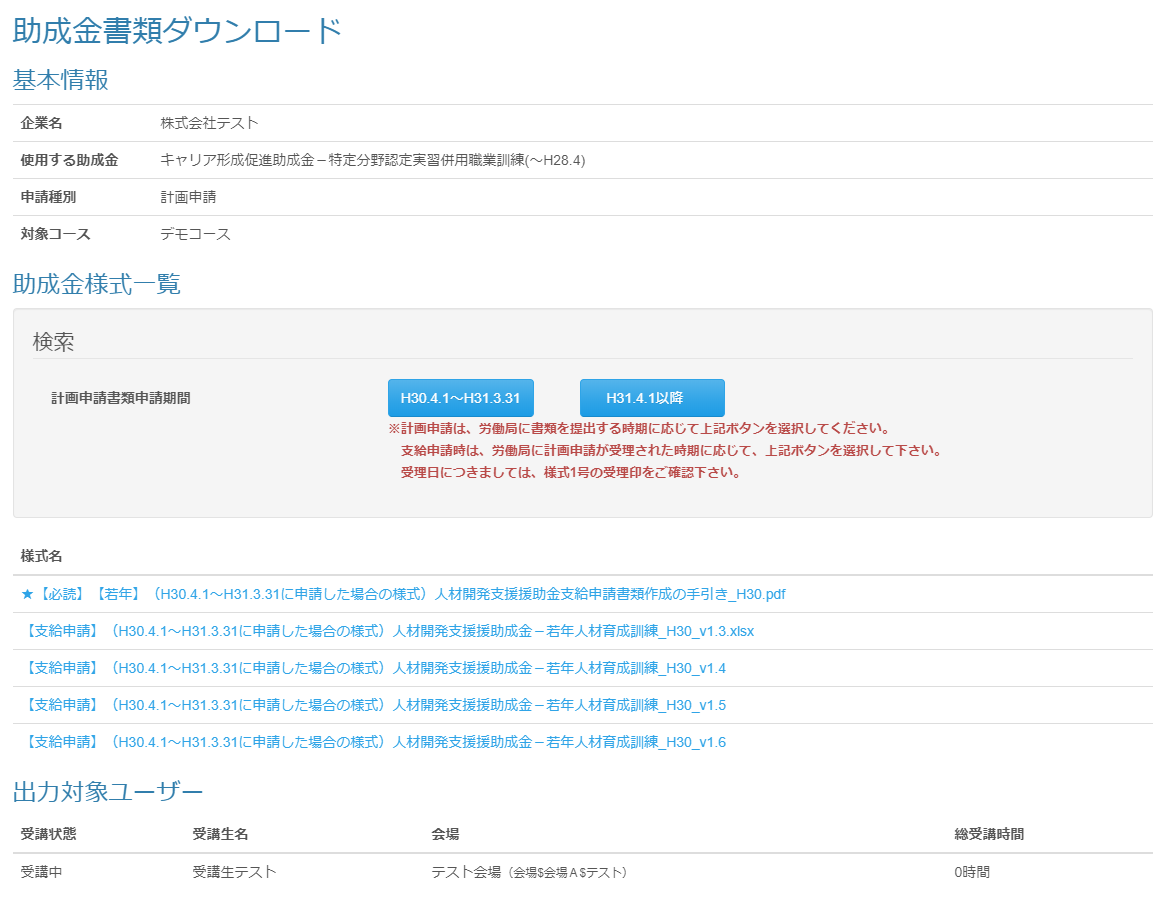 助成金書類ダウンロード
基本情報
企業名 株式会社テスト
使用する助成金 キャリア形成促進助成金－特定分野認定実習併用職業訓練(～H28.4)
申請種別 計画申請
対象コース デモコース
助成金様式一覧
検索
計画申請書類申請期間 H30.4.1～H31.3.31 H31.4.1以降
※計画申請は、労働局に書類を提出する時期に応じて上記ボタンを選択してください。
支給申請時は、労働局に計画申請が受理された時期に応じて、上記ボタンを選択して下さい。
受理日につきましては、様式1号の受理印をご確認下さい。
様式名
★【必読】【若年】（H30.4.1～H31.3.31に申請した場合の様式）人材開発支援援助金支給申請書類作成の手引き_H30.pdf
【支給申請】（H30.4.1～H31.3.31に申請した場合の様式）人材開発支援援助成金－若年人材育成訓練_H30_v1.3.xlsx
【支給申請】（H30.4.1～H31.3.31に申請した場合の様式）人材開発支援援助成金－若年人材育成訓練_H30_v1.4
【支給申請】（H30.4.1～H31.3.31に申請した場合の様式）人材開発支援援助成金－若年人材育成訓練_H30_v1.5
【支給申請】（H30.4.1～H31.3.31に申請した場合の様式）人材開発支援援助成金－若年人材育成訓練_H30_v1.6
出力対象ユーザー
受講状態 受講生名 会場 総受講時間
受講中 受講生テスト テスト会場（会場$会場Ａ$テスト） 0時間